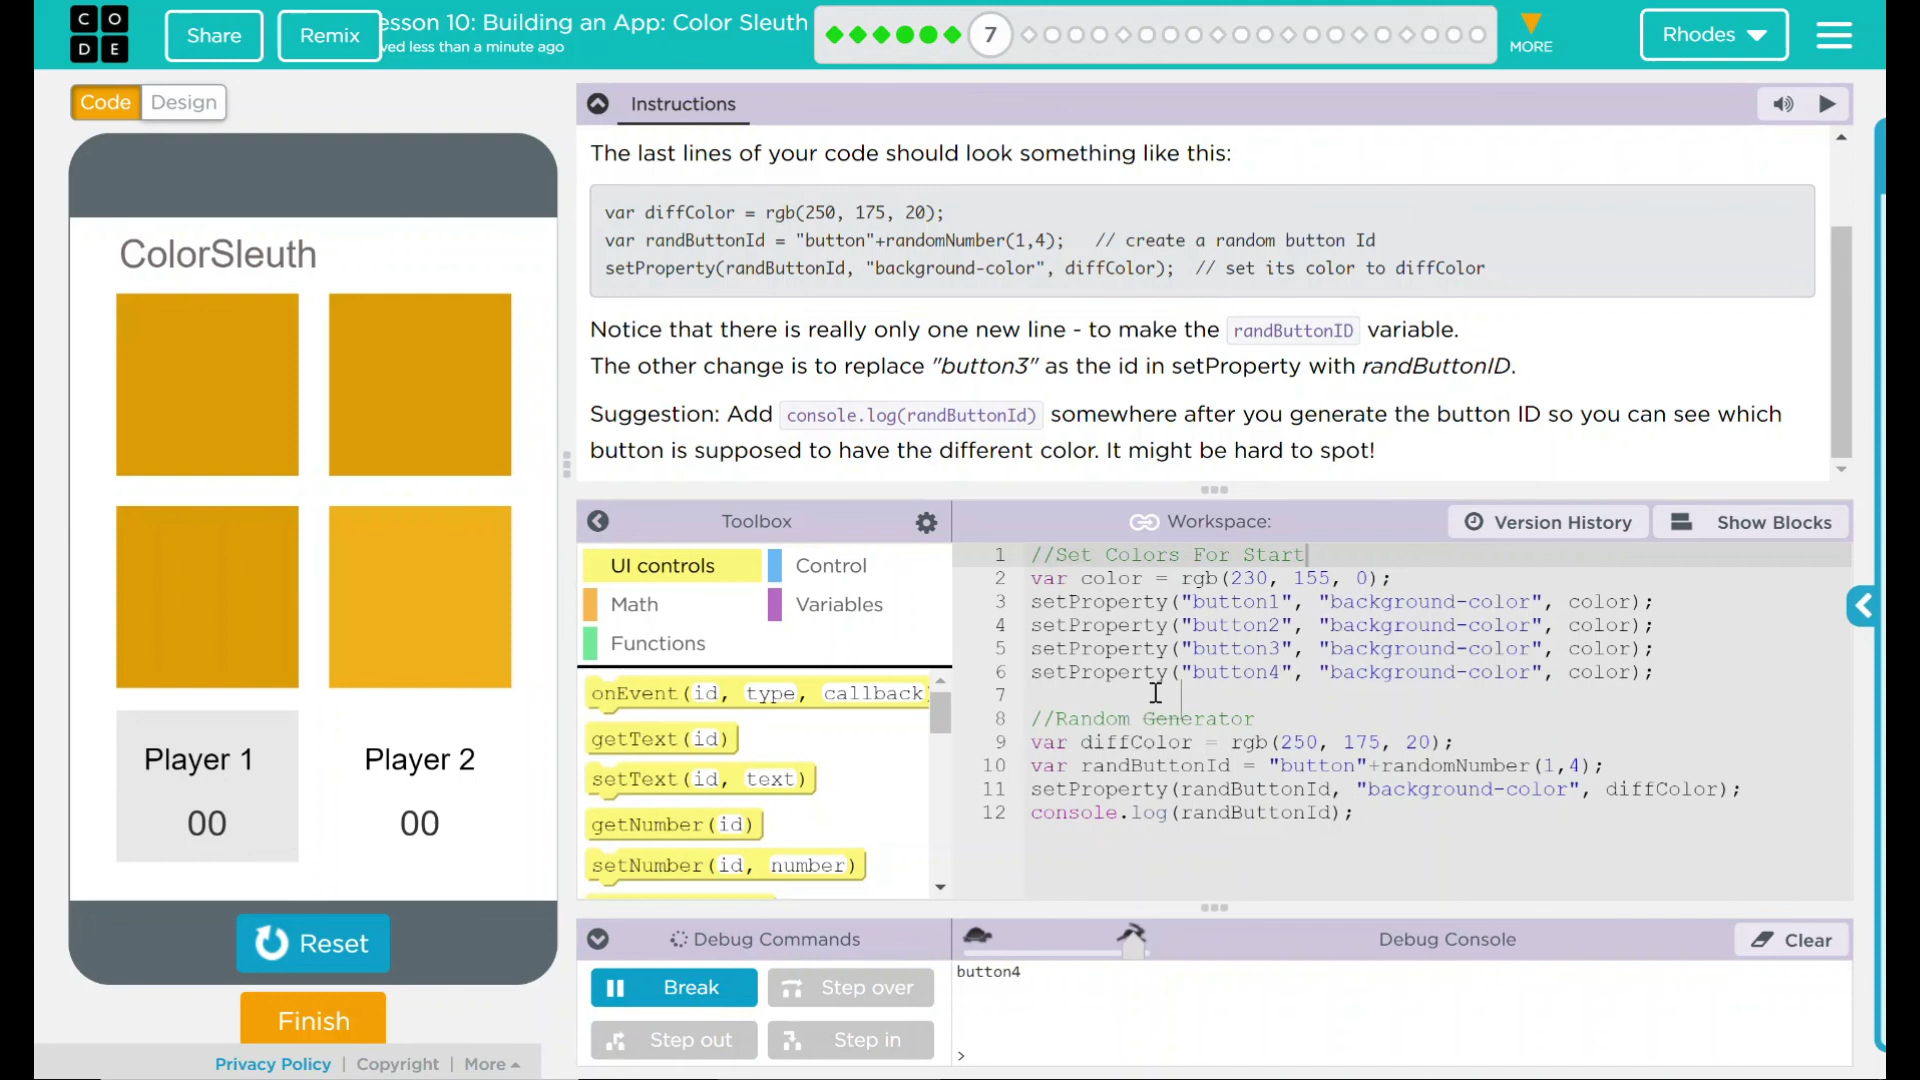 CODE
Share
Remix
esson 10: Building an App: Color Sleuth
ved less than a minute ago
7
MORE
Rhodes
Code
Design
Instructions
The last lines of your code should look something like this:
var diffColor = rgb(250, 175, 20);
var randButtonId = "button"+randomNumber(1,4);   // create a random button Id
setProperty(randButtonId, "background-color", diffColor);  // set its color to diffColor
Notice that there is really only one new line - to make the randButtonID variable.
The other change is to replace "button3" as the id in setProperty with randButtonID.
Suggestion: Add console.log(randButtonId) somewhere after you generate the button ID so you can see which
button is supposed to have the different color. It might be hard to spot!
ColorSleuth
Player 1
Player 2
00
00
Reset
Finish
Privacy Policy | Copyright | More
Toolbox
UI controls
Control
Math
Variables
Functions
onEvent(id, type, callback)
getText(id)
setText(id, text)
getNumber(id)
setNumber(id, number)
Workspace:
Version History
Show Blocks
1 //Set Colors For Start
2 var color = rgb(230, 155, 0);
3 setProperty("button1", "background-color", color);
4 setProperty("button2", "background-color", color);
5 setProperty("button3", "background-color", color);
6 setProperty("button4", "background-color", color);
7
8 //Random Generator
9 var diffColor = rgb(250, 175, 20);
10 var randButtonId = "button"+randomNumber(1,4);
11 setProperty(randButtonId, "background-color", diffColor);
12 console.log(randButtonId);
Debug Commands
Break
Step over
Step out
Step in
Debug Console
Clear
button4
>